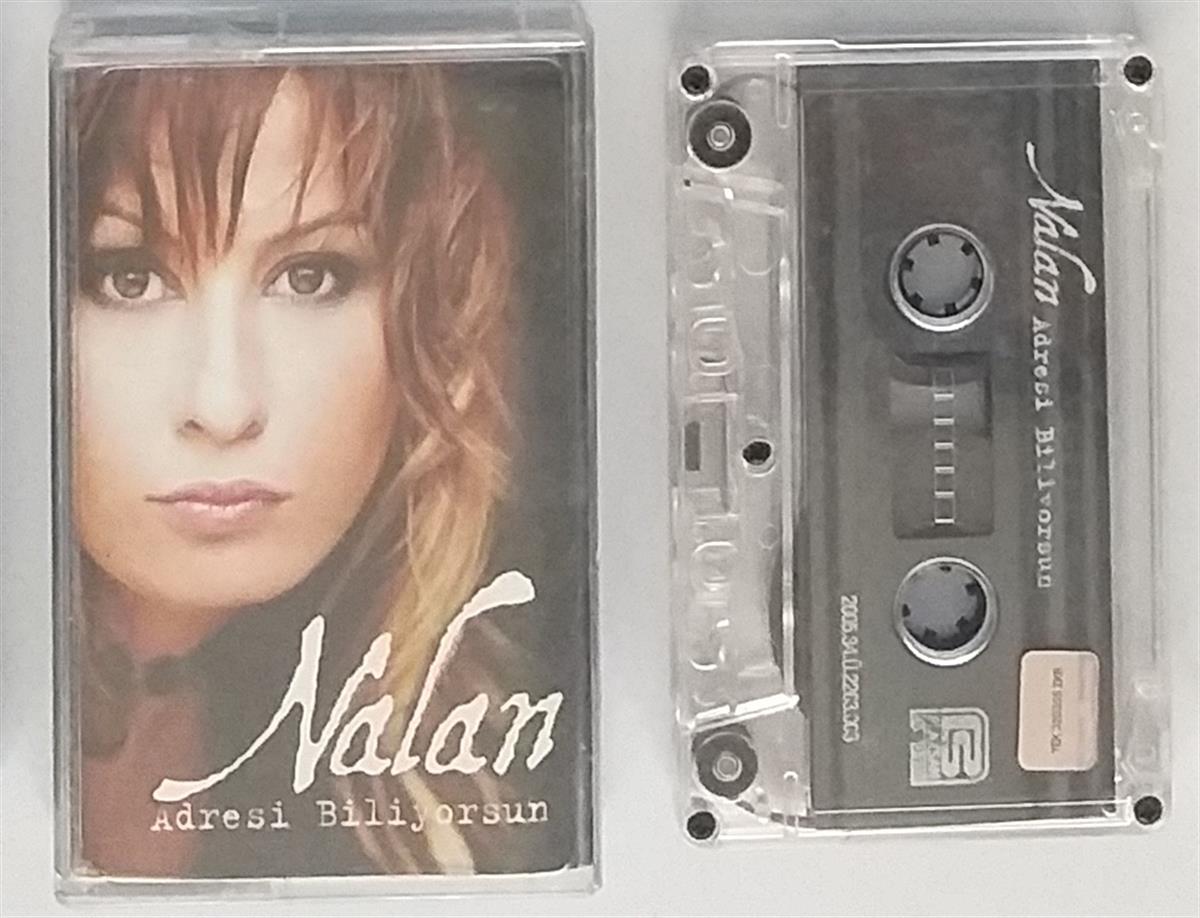 Nalan
Adresi Biliyorsun
Nalan Adresi Biliyorsun